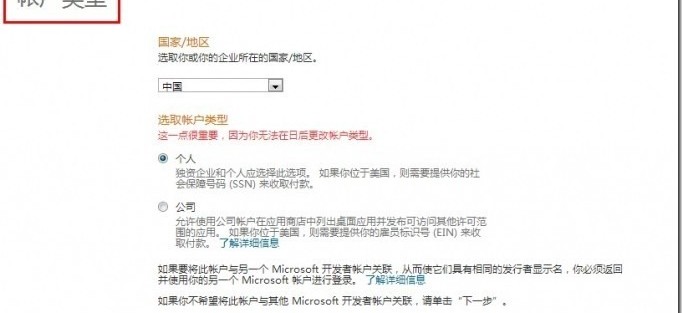 帐户类型
国家/地区
选取你或你的企业所在的国家/地区。
中国
选取帐户类型
这一点很重要，因为你无法在日后更改帐户类型。
个人
独资企业和个人应选择此选项。 如果你位于美国，则需要提供你的社
会保障号码 (SSN) 来收取付款。
公司
允许使用公司帐户在应用商店中列出桌面应用并发布可访问其他许可范
围的应用。 如果你位于美国，则需要提供你的雇员标识号 (EIN) 来收
取付款。 了解详细信息
如果要将此帐户与另一个 Microsoft 开发者帐户关联，从而使它们具有相同的发行者显示名，你必须返回
并使用你的另一个 Microsoft 帐户进行登录。 了解详细信息
如果你不希望将此帐户与其他 Microsoft 开发者帐户关联，请单击“下一步”。